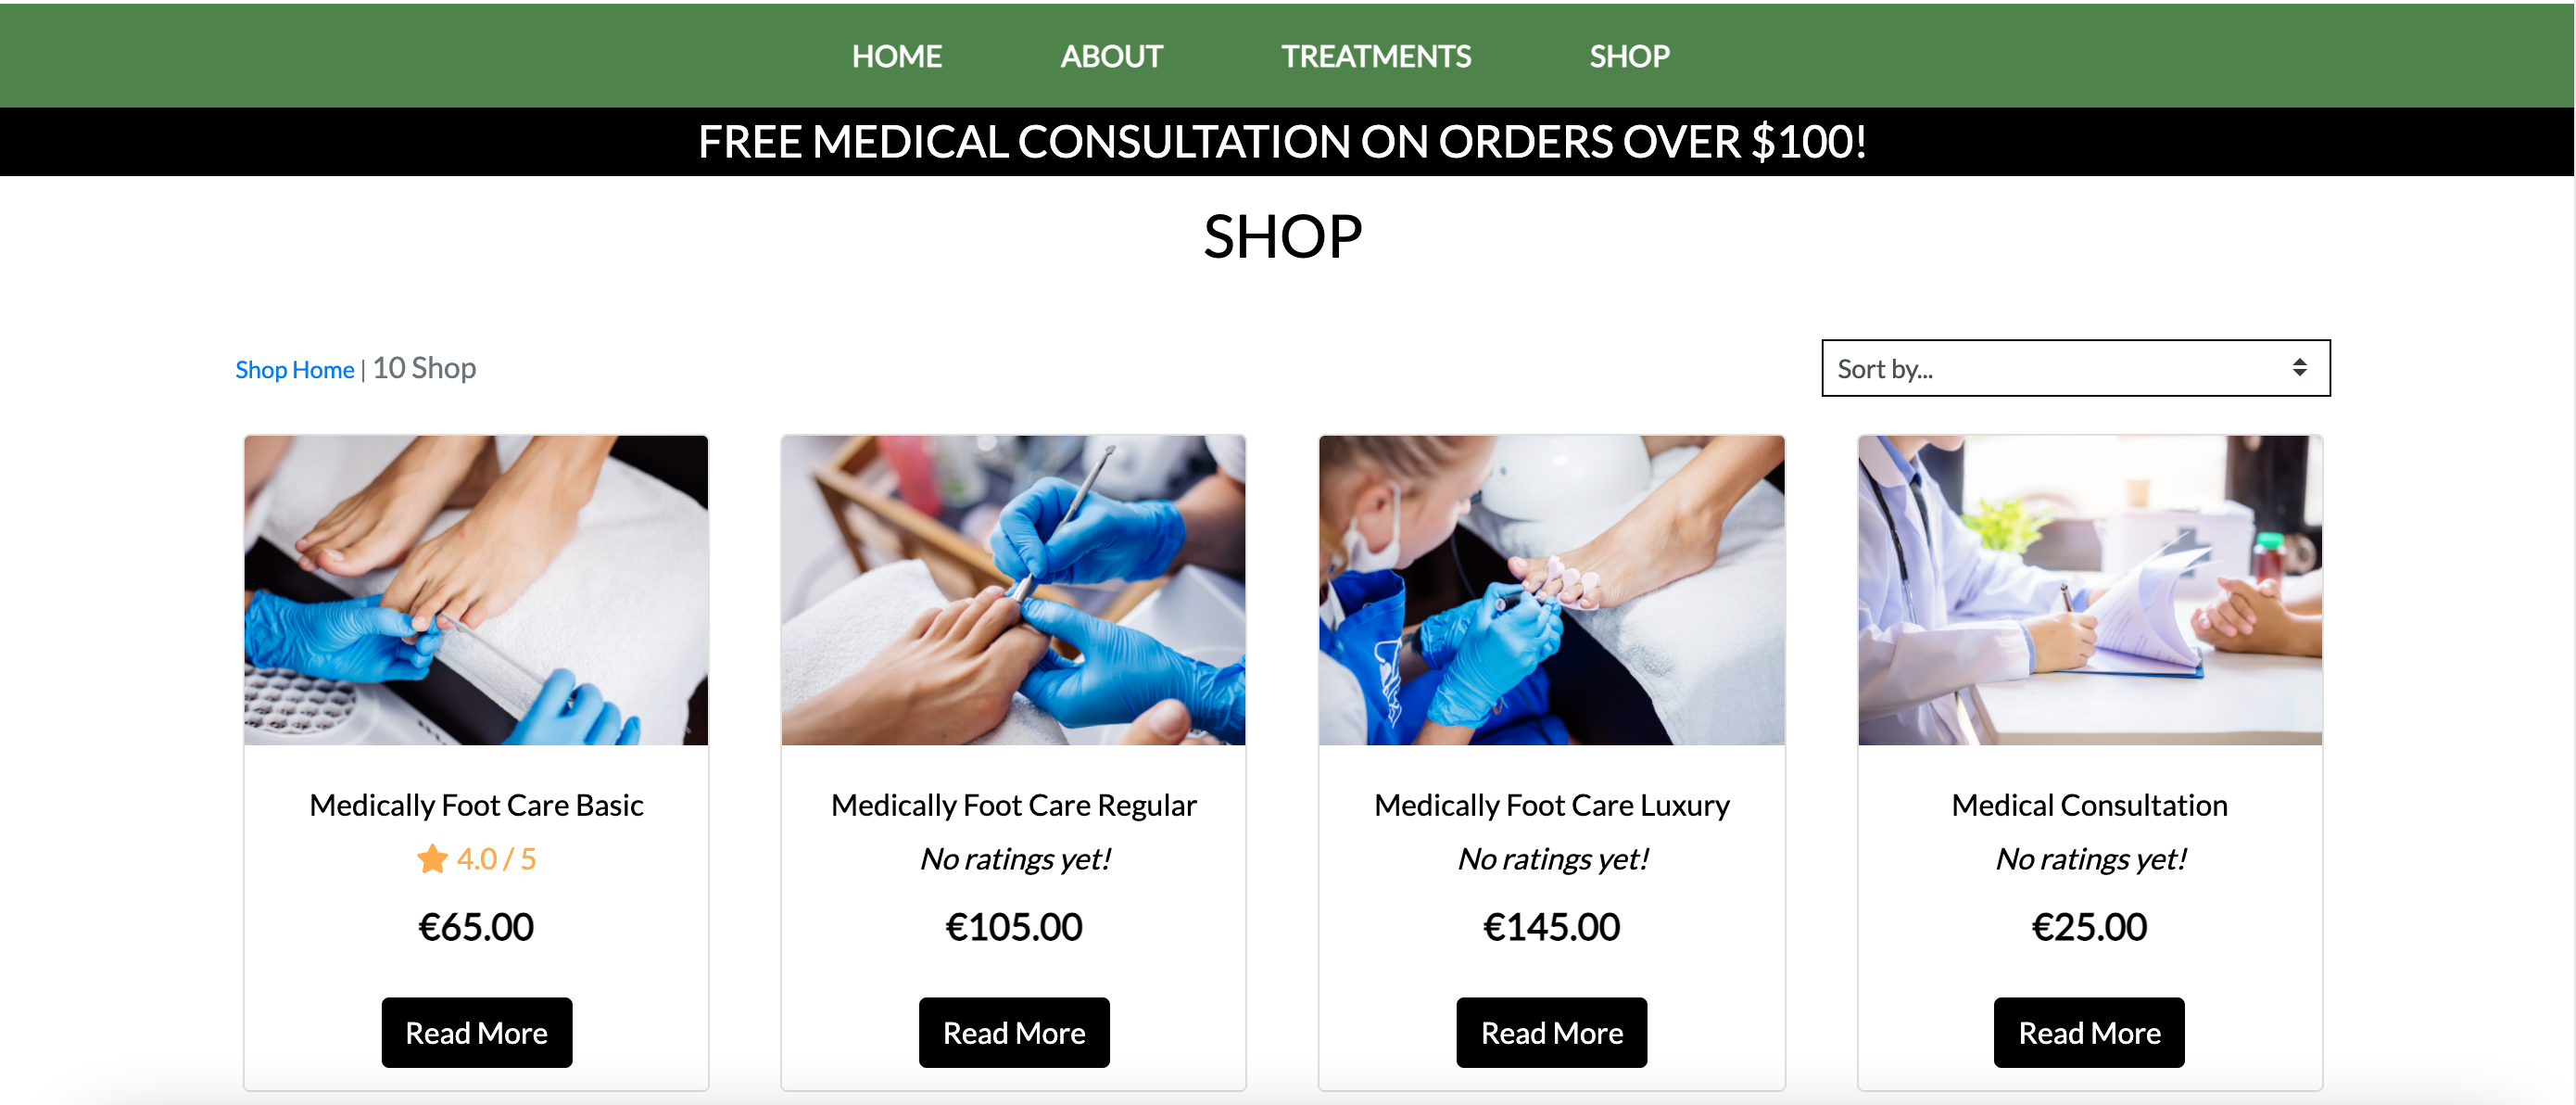 HOME ABOUT TREATMENTS SHOP
FREE MEDICAL CONSULTATION ON ORDERS OVER $100!
SHOP
Shop Home | 10 Shop
Sort by...
Medically Foot Care Basic
4.0 / 5
€65.00
Read More
Medically Foot Care Regular
No ratings yet!
€105.00
Read More
Medically Foot Care Luxury
No ratings yet!
€145.00
Read More
Medical Consultation
No ratings yet!
€25.00
Read More